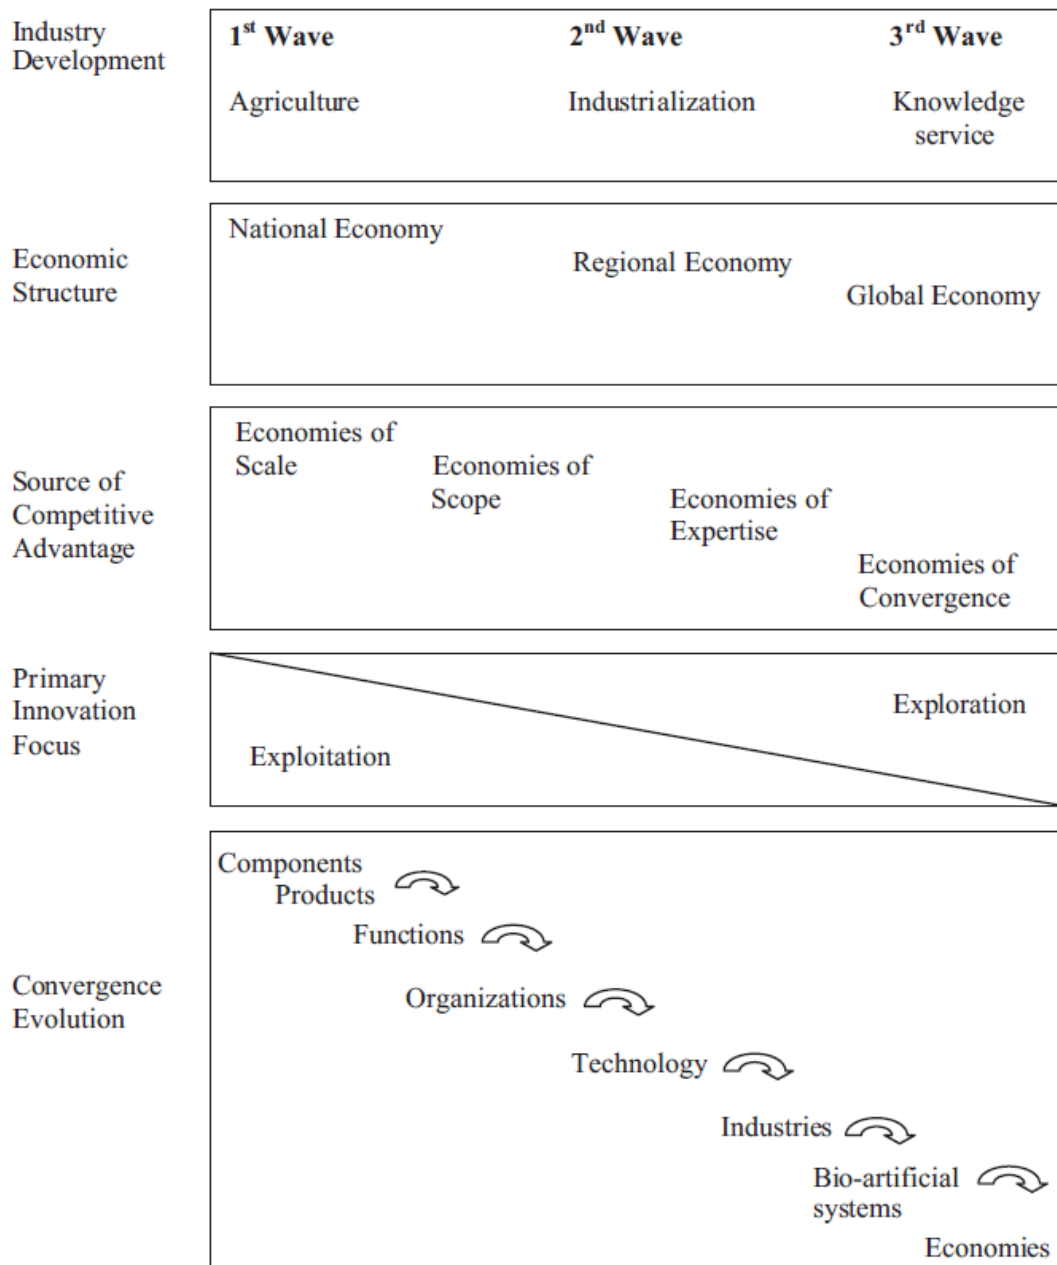 Industry
Development
1st Wave
2nd Wave
3rd Wave
Agriculture
Industrialization
Knowledge
service
Economic
Structure
National Economy
Regional Economy
Global Economy
Source of
Competitive
Advantage
Economies of
Scale
Economies of
Scope
Economies of
Expertise
Economies of
Convergence
Primary
Innovation
Focus
Exploitation
Exploration
Convergence
Evolution
Components
Products
Functions
Organizations
Technology
Industries
Bio-artificial
systems
Economies